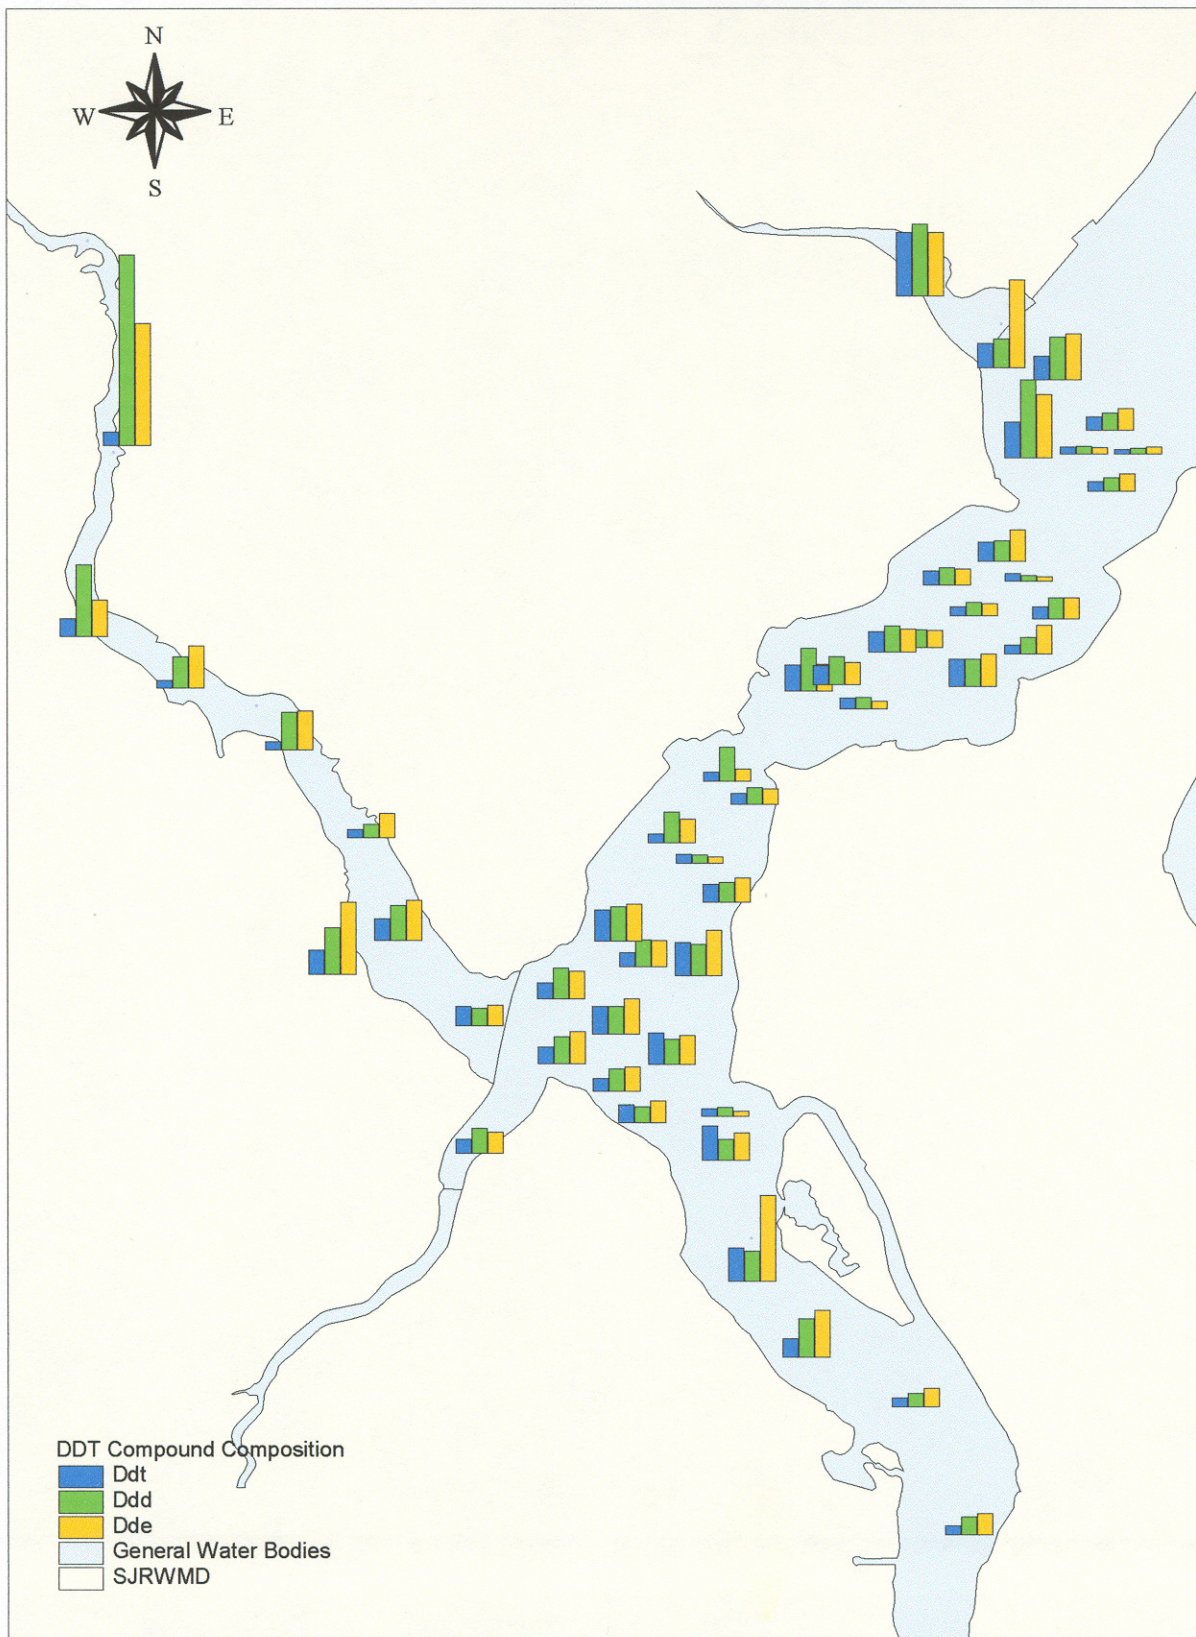 N
W E
S
DDT Compound Composition
Ddt
Ddd
Dde
General Water Bodies
SJRWMD